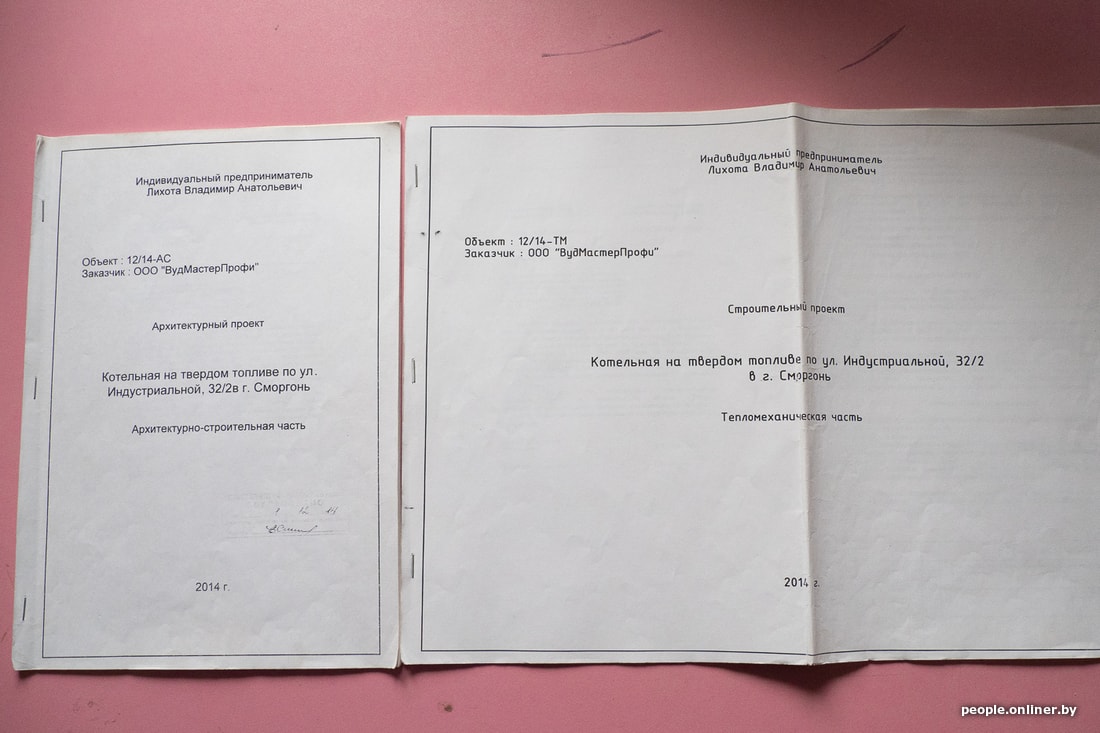 Индивидуальный предприниматель
Лихота Владимир Анатольевич
Объект : 12/14-АС
Заказчик : ООО "ВудМастерПрофи"
Архитектурный проект
Котельная на твердом топливе по ул.
Индустриальной, 32/2в г. Сморгонь
Архитектурно-строительная часть
12
2014 г.
Индивидуальный предприниматель
Лихота Владимир Анатольевич
Объект : 12/14-ТМ
Заказчик : ООО "ВудМастерПрофи"
Строительный проект
Котельная на твердом топливе по ул. Индустриальной, 32/2
в г. Сморгонь
Тепломеханическая часть
2014 г.
people.onliner.by